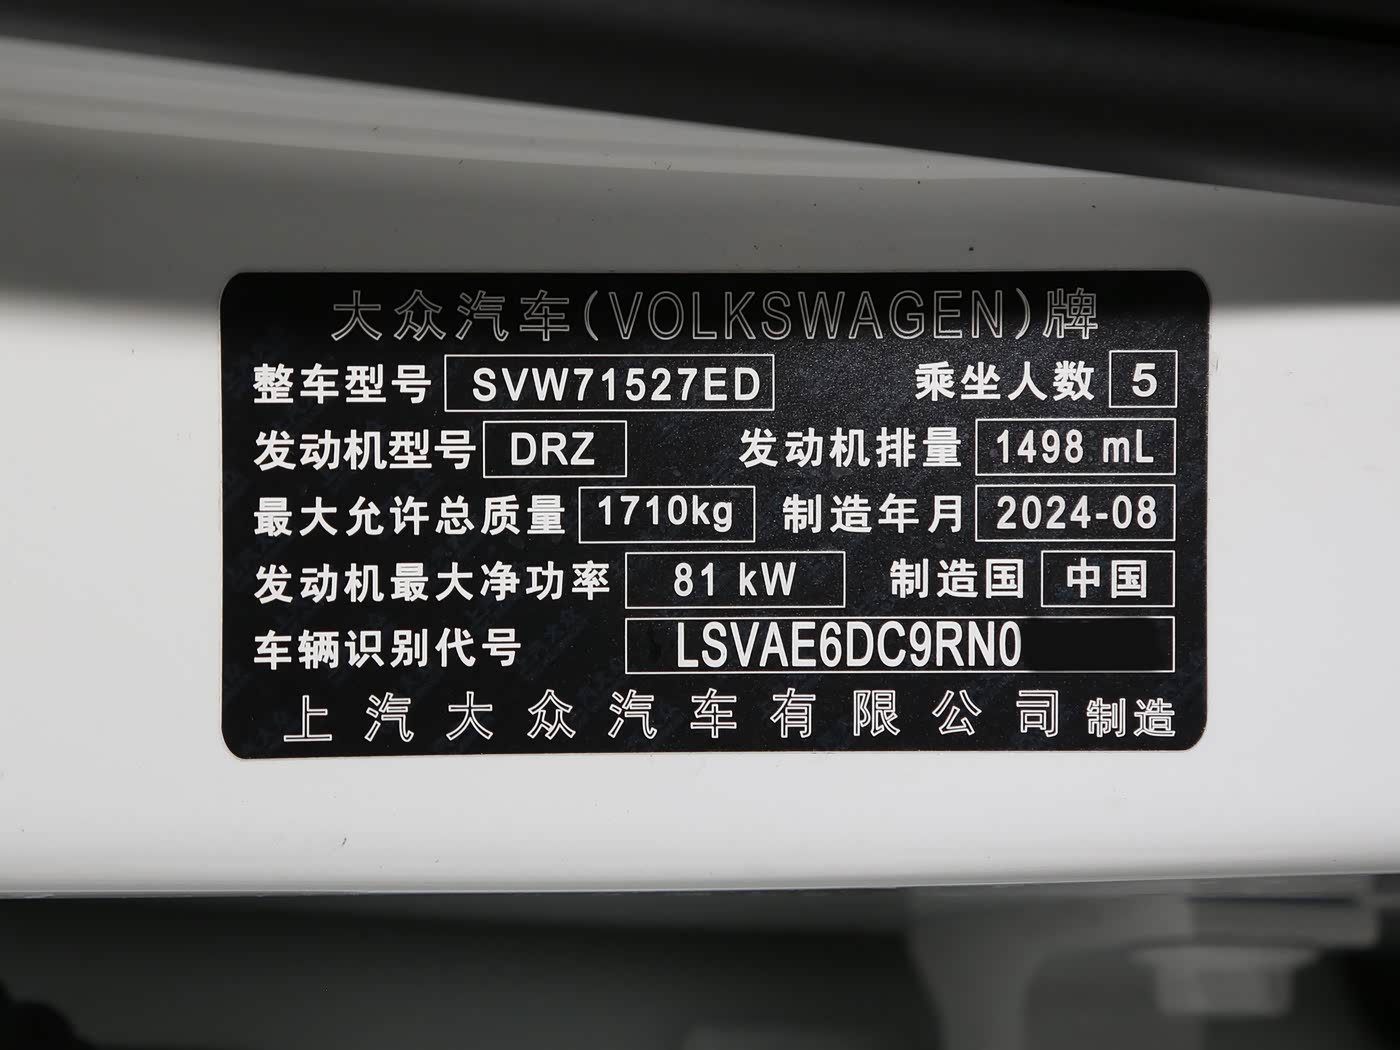 大众汽车(VOLKSWAGEN)牌
整车型号 SVW71527ED 乘坐人数 5
发动机型号 DRZ 发动机排量 1498 mL
最大允许总质量 1710kg 制造年月 2024-08
发动机最大净功率 81 kW 制造国 中国
车辆识别代号 LSVAE6DC9RN0
上汽大众汽车有限公司 制造